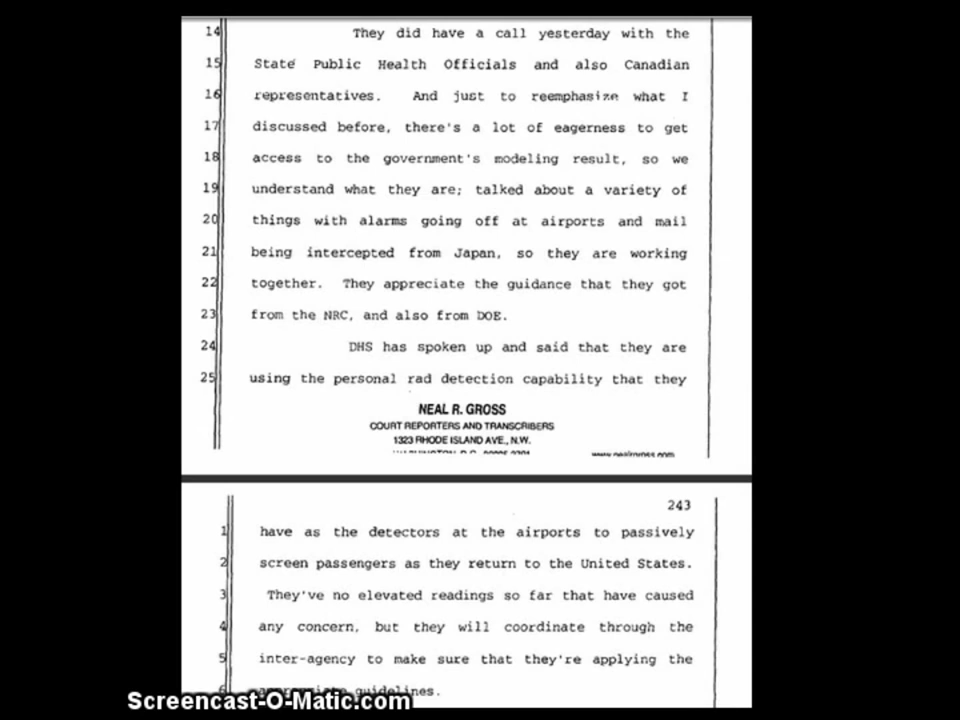 14 They did have a call yesterday with the
15 State Public Health Officials and also Canadian
16 representatives. And just to reemphasize what I
17 discussed before, there's a lot of eagerness to get
18 access to the government's modeling result, so we
19 understand what they are; talked about a variety of
20 things with alarms going off at airports and mail
21 being intercepted from Japan, so they are working
22 together. They appreciate the guidance that they got
23 from the NRC, and also from DOE.
24 DHS has spoken up and said that they are
25 using the personal rad detection capability that they
NEAL R. GROSS
COURT REPORTERS AND TRANSCRIBERS
1323 RHODE ISLAND AVE., N.W.
www.nealrgross.com
243
1 have as the detectors at the airports to passively
2 screen passengers as they return to the United States.
3 They've no elevated readings so far that have caused
4 any concern, but they will coordinate through the
5 inter-agency to make sure that they're applying the
6 guidelines.
Screencast-O-Matic.com